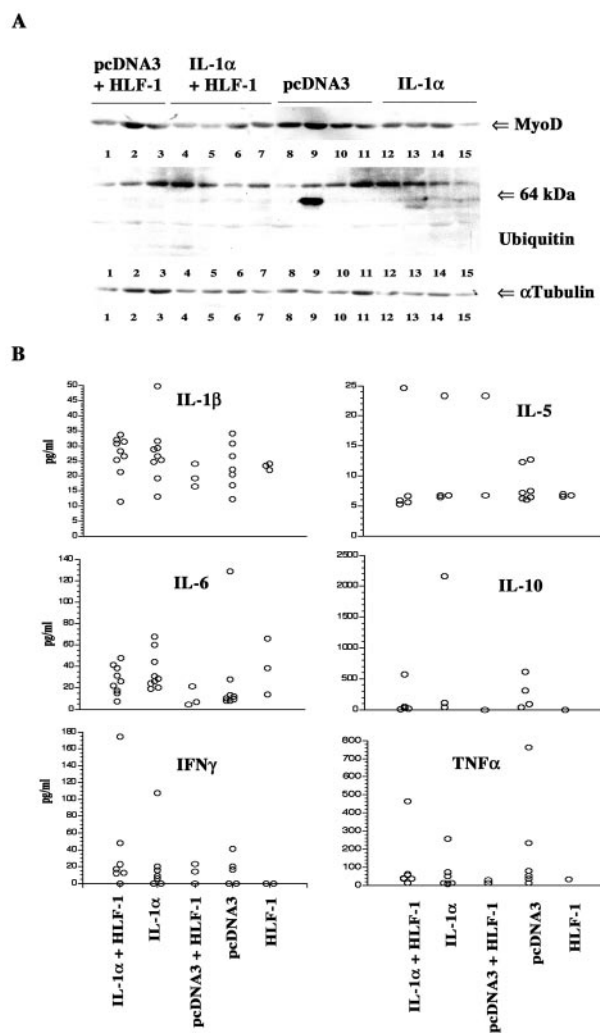 A
pcDNA3 + HLF-1
IL-1α + HLF-1
pcDNA3
IL-1α
⇐ MyoD
1 2 3 4 5 6 7 8 9 10 11 12 13 14 15
⇐ 64 kDa
Ubiquitin
1 2 3 4 5 6 7 8 9 10 11 12 13 14 15
⇐ αTubulin
1 2 3 4 5 6 7 8 9 10 11 12 13 14 15
B
IL-1β
pg/ml
50
45
40
35
30
25
20
15
10
5
0
IL-5
25
20
15
10
5
0
IL-6
pg/ml
140
120
100
80
60
40
20
0
IL-10
2500
2000
1500
1000
500
0
IFNγ
pg/ml
180
160
140
120
100
80
60
40
20
0
TNFα
800
700
600
500
400
300
200
100
0
IL-1α + HLF-1
IL-1α
pcDNA3 + HLF-1
pcDNA3
HLF-1
IL-1α + HLF-1
IL-1α
pcDNA3 + HLF-1
pcDNA3
HLF-1